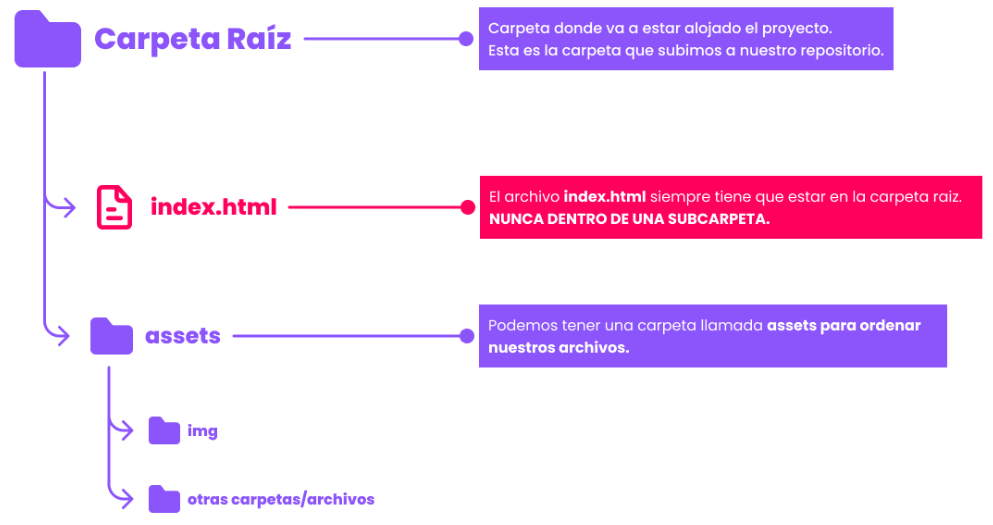 Carpeta Raíz
Carpeta donde va a estar alojado el proyecto.
Esta es la carpeta que subimos a nuestro repositorio.
index.html
El archivo index.html siempre tiene que estar en la carpeta raiz.
NUNCA DENTRO DE UNA SUBCARPETA.
assets
Podemos tener una carpeta llamada assets para ordenar
nuestros archivos.
img
otras carpetas/archivos